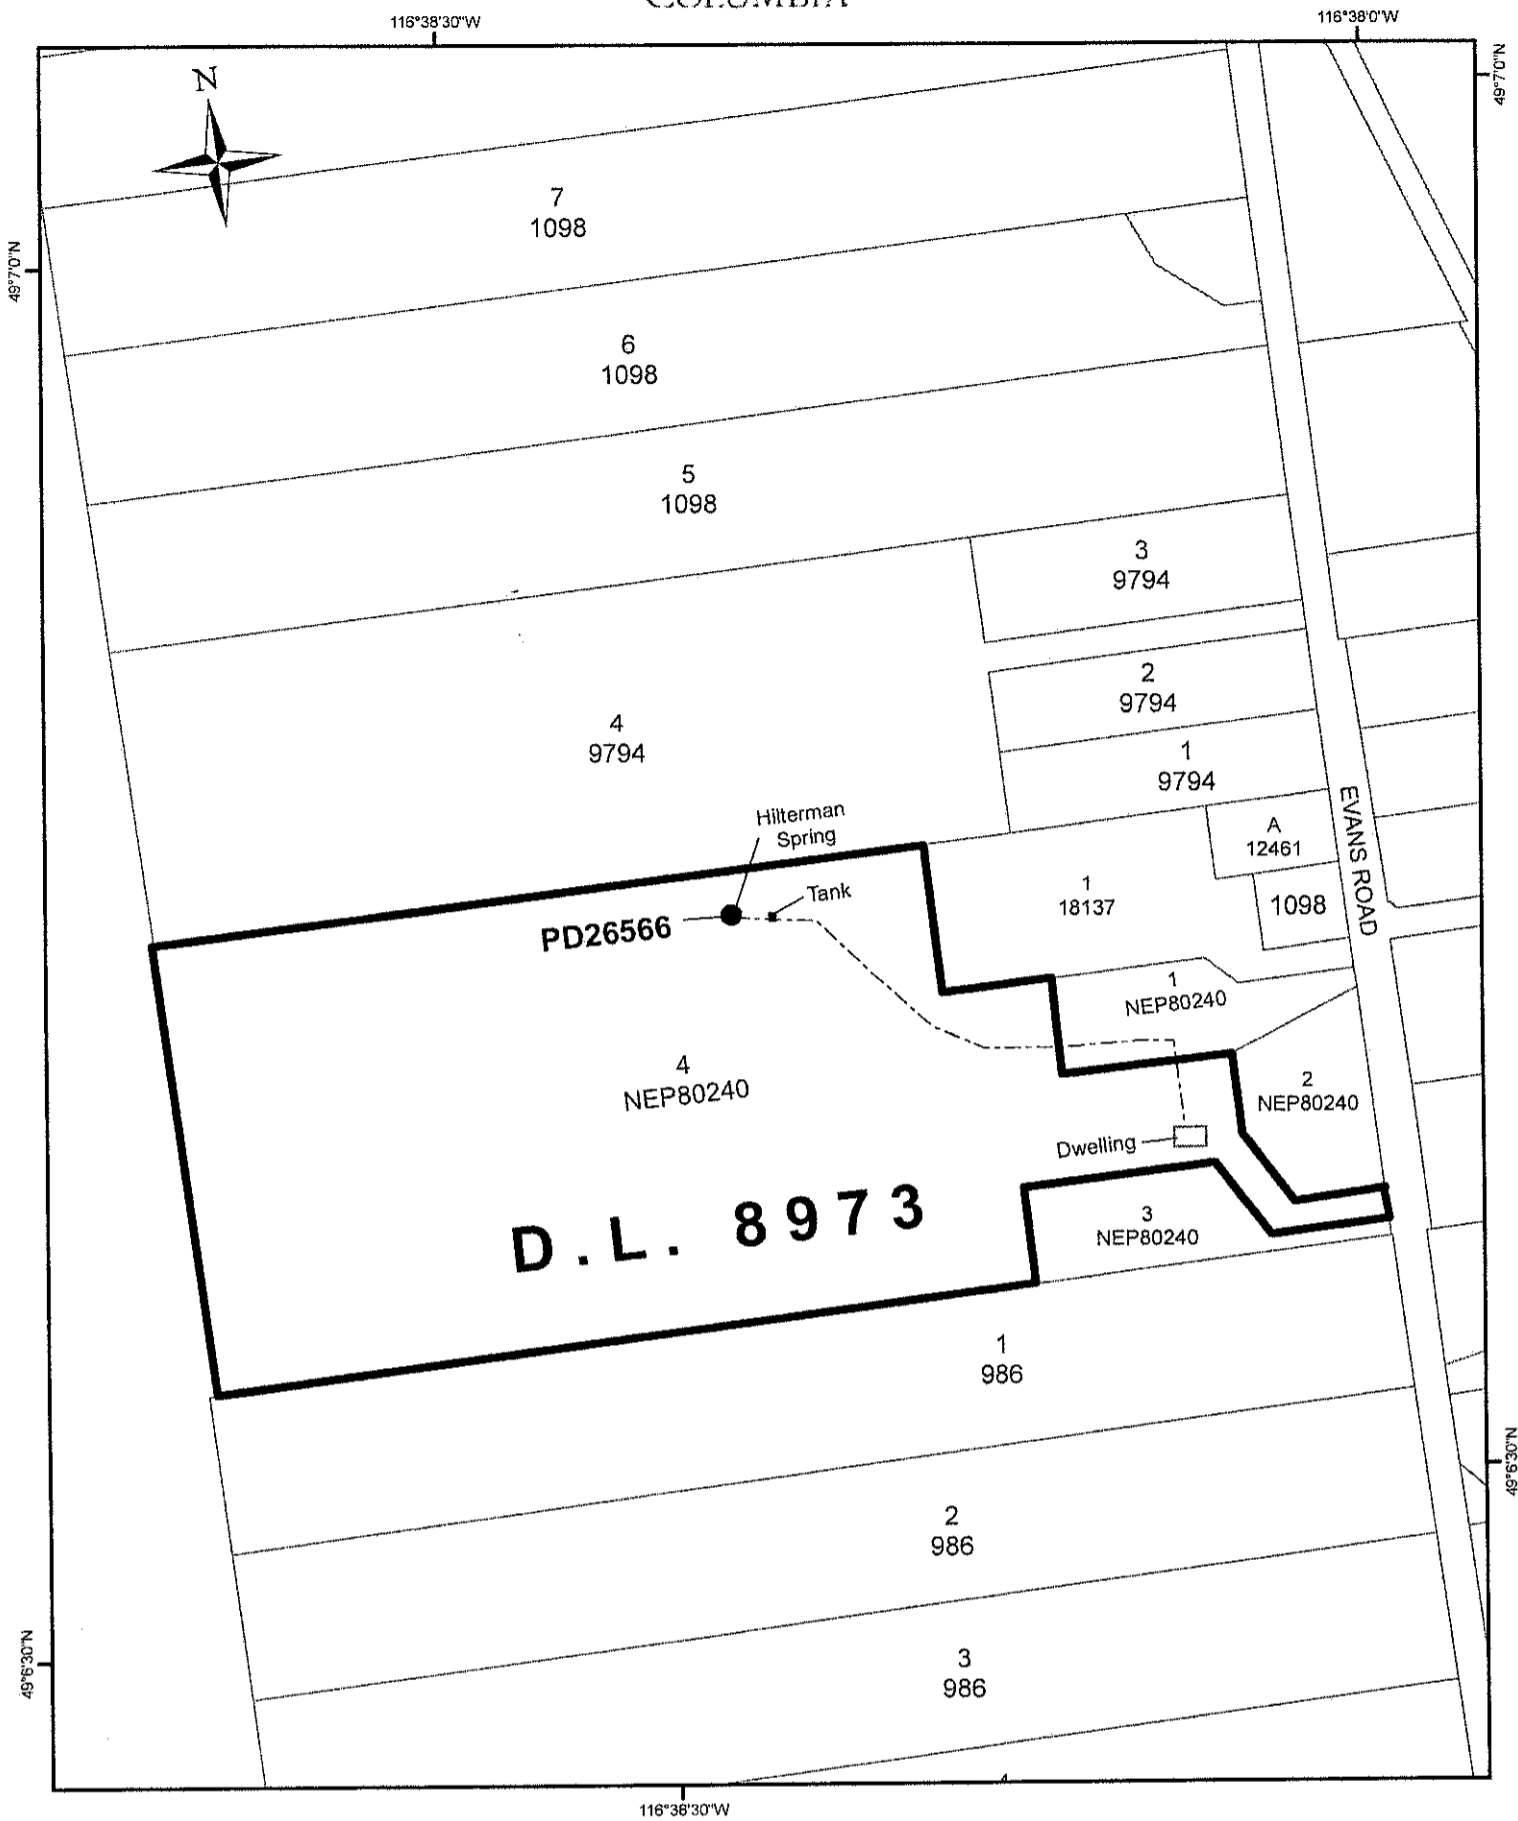 COLUMBIA
116°38'30"W
116°38'0"W
49°7'0"N
N
49°7'0"N
7
1098
6
1098
5
1098
3
9794
2
9794
4
9794
1
9794
EVANS ROAD
Hilterman
Spring
A
12461
Tank
1
18137
1098
PD26566
1
NEP80240
4
NEP80240
2
NEP80240
Dwelling
D.L. 8973
3
NEP80240
1
986
49°6'30"N
2
986
49°6'30"N
3
986
116°38'30"W